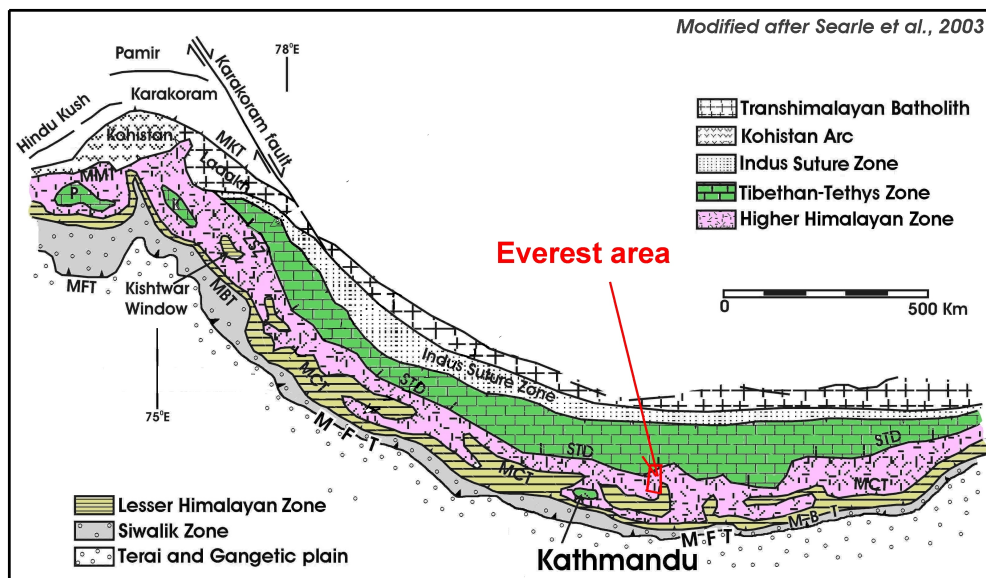 Modified after Searle et al., 2003
78°E
Pamir
Karakoram fault
Hindu Kush
Karakoram
Kohistan
MKT
Ladakh
MMT
P
K
ZSZ
Transhimalayan Batholith
Kohistan Arc
Indus Suture Zone
Tibethan-Tethys Zone
Higher Himalayan Zone
Everest area
MFT
Kishtwar
Window
MBT
0
500 Km
Indus Suture Zone
75°E
MCT
STD
M-F-T
STD
STD
MCT
MCT
M-B-T
M-F-T
Kathmandu
Lesser Himalayan Zone
Siwalik Zone
Terai and Gangetic plain